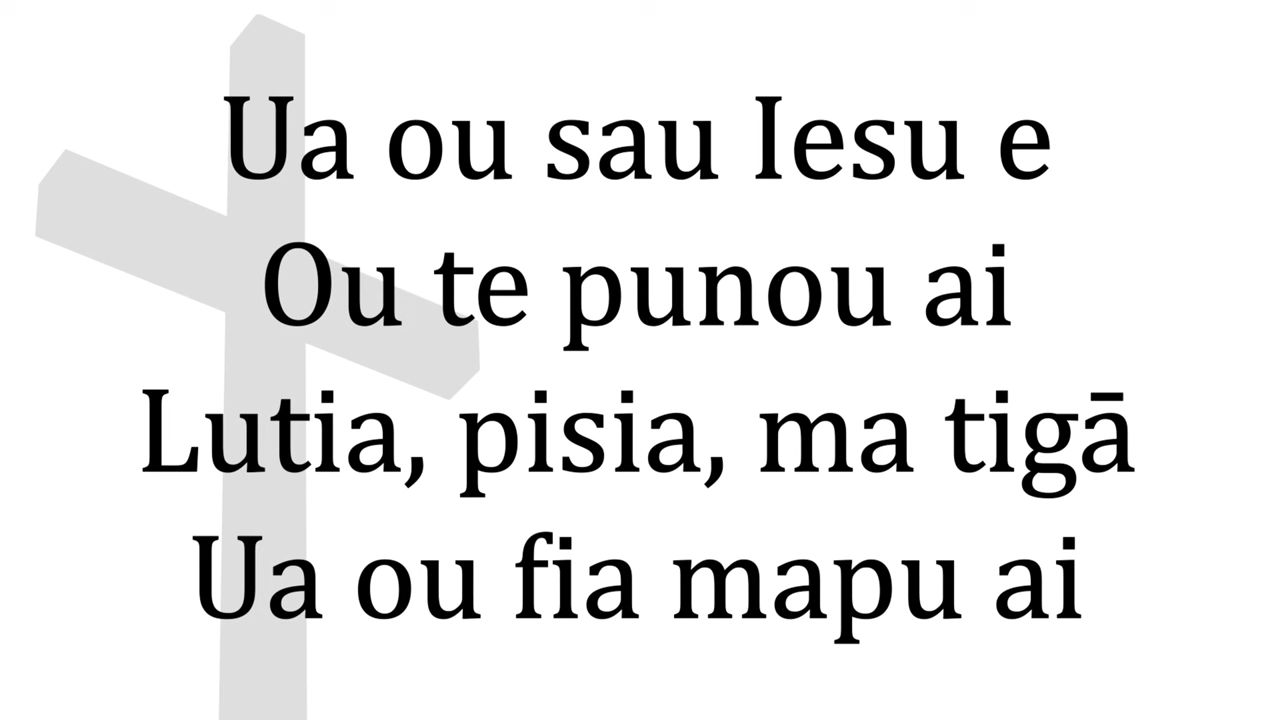 Ua ou sau Iesu e
Ou te punou ai
Lutia, pisia, ma tigā
Ua ou fia mapu ai